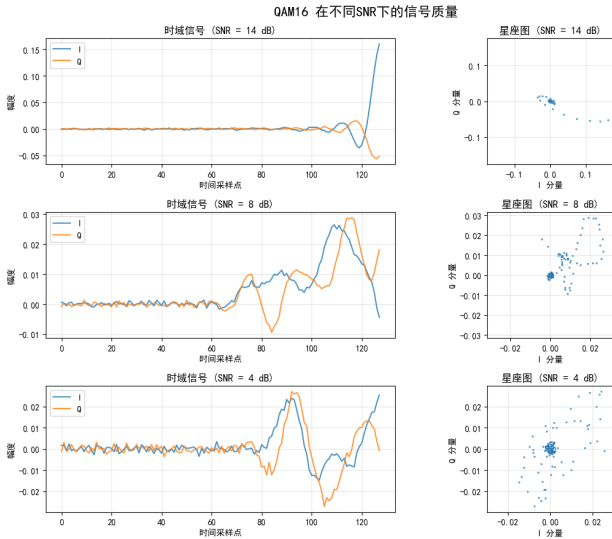 QAM16 在不同SNR下的信号质量
时域信号 (SNR = 14 dB)
I
Q
幅度
0.15
0.10
0.05
0.00
−0.05
0 20 40 60 80 100 120
时间采样点
星座图 (SNR = 14 dB)
Q 分量
0.1
0.0
−0.1
−0.1 0.0 0.1
I 分量
时域信号 (SNR = 8 dB)
I
Q
幅度
0.03
0.02
0.01
0.00
−0.01
0 20 40 60 80 100 120
时间采样点
星座图 (SNR = 8 dB)
Q 分量
0.03
0.02
0.01
0.00
−0.01
−0.02
−0.03
−0.02 0.00 0.02
I 分量
时域信号 (SNR = 4 dB)
I
Q
幅度
0.02
0.01
0.00
−0.01
−0.02
0 20 40 60 80 100 120
时间采样点
星座图 (SNR = 4 dB)
Q 分量
0.02
0.01
0.00
−0.01
−0.02
−0.02 0.00 0.02
I 分量